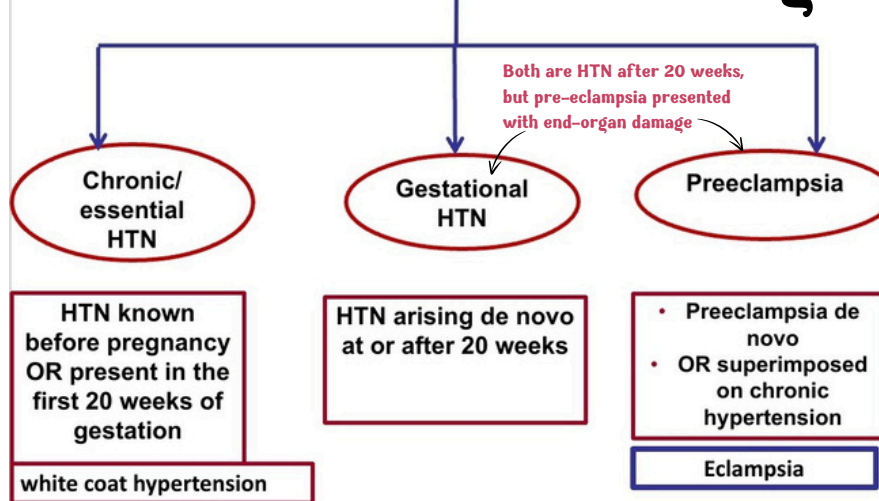 Both are HTN after 20 weeks,
but pre-eclampsia presented
with end-organ damage
Chronic/
essential
HTN
Gestational
HTN
Preeclampsia
HTN known
before pregnancy
OR present in the
first 20 weeks of
gestation
white coat hypertension
HTN arising de novo
at or after 20 weeks
• Preeclampsia de
novo
• OR superimposed
on chronic
hypertension
Eclampsia